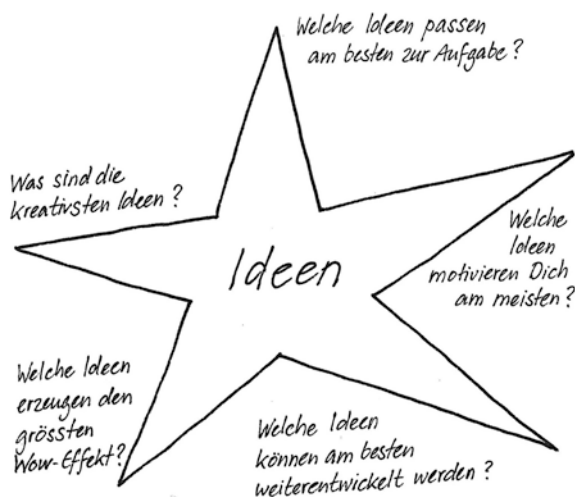 Welche Ideen passen
am besten zur Aufgabe?
Was sind die
kreativsten Ideen?
Welche
Ideen
motivieren Dich
am meisten?
Ideen
Welche Ideen
erzeugen den
grössten
Wow-Effekt?
Welche Ideen
können am besten
weiterentwickelt werden?